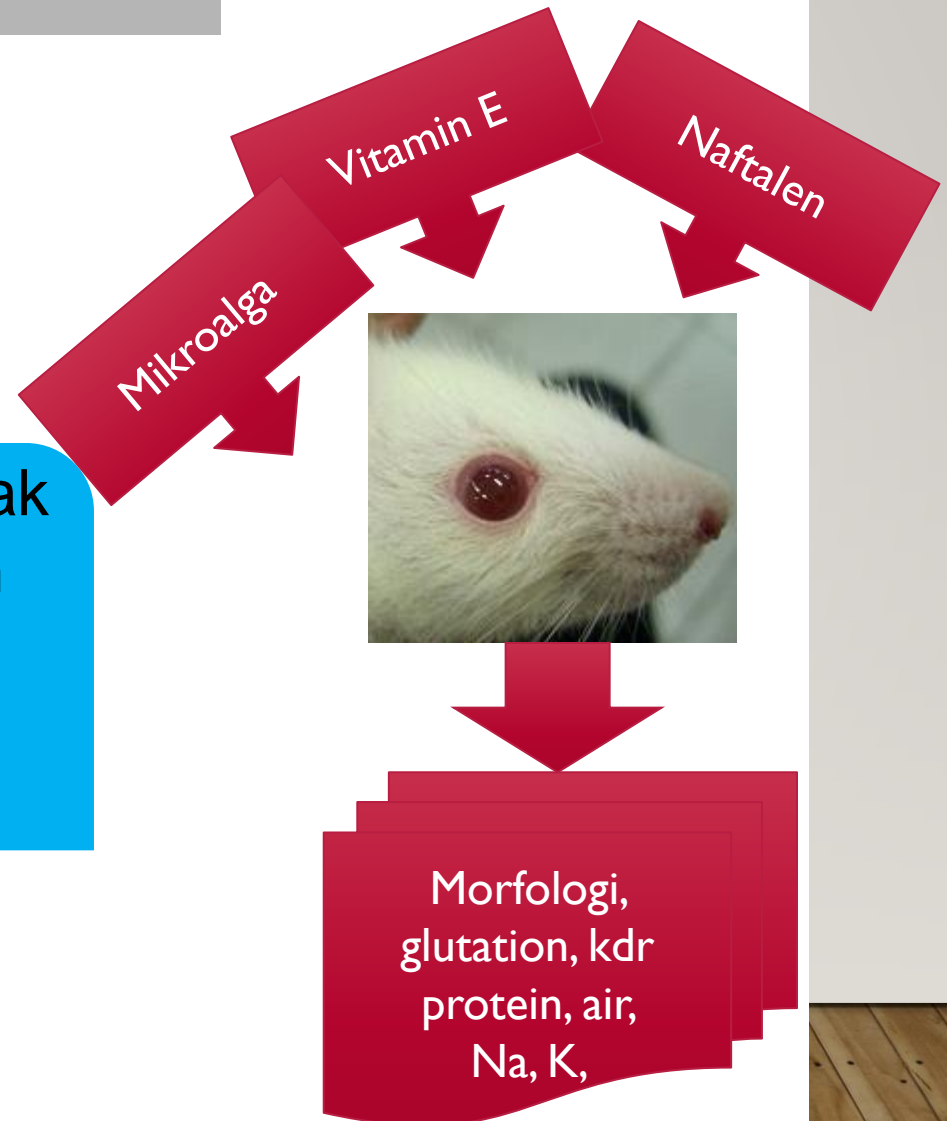 Vitamin E
Naftalen
Mikroalga
Morfologi,
glutation, kdr
protein, air,
Na, K,